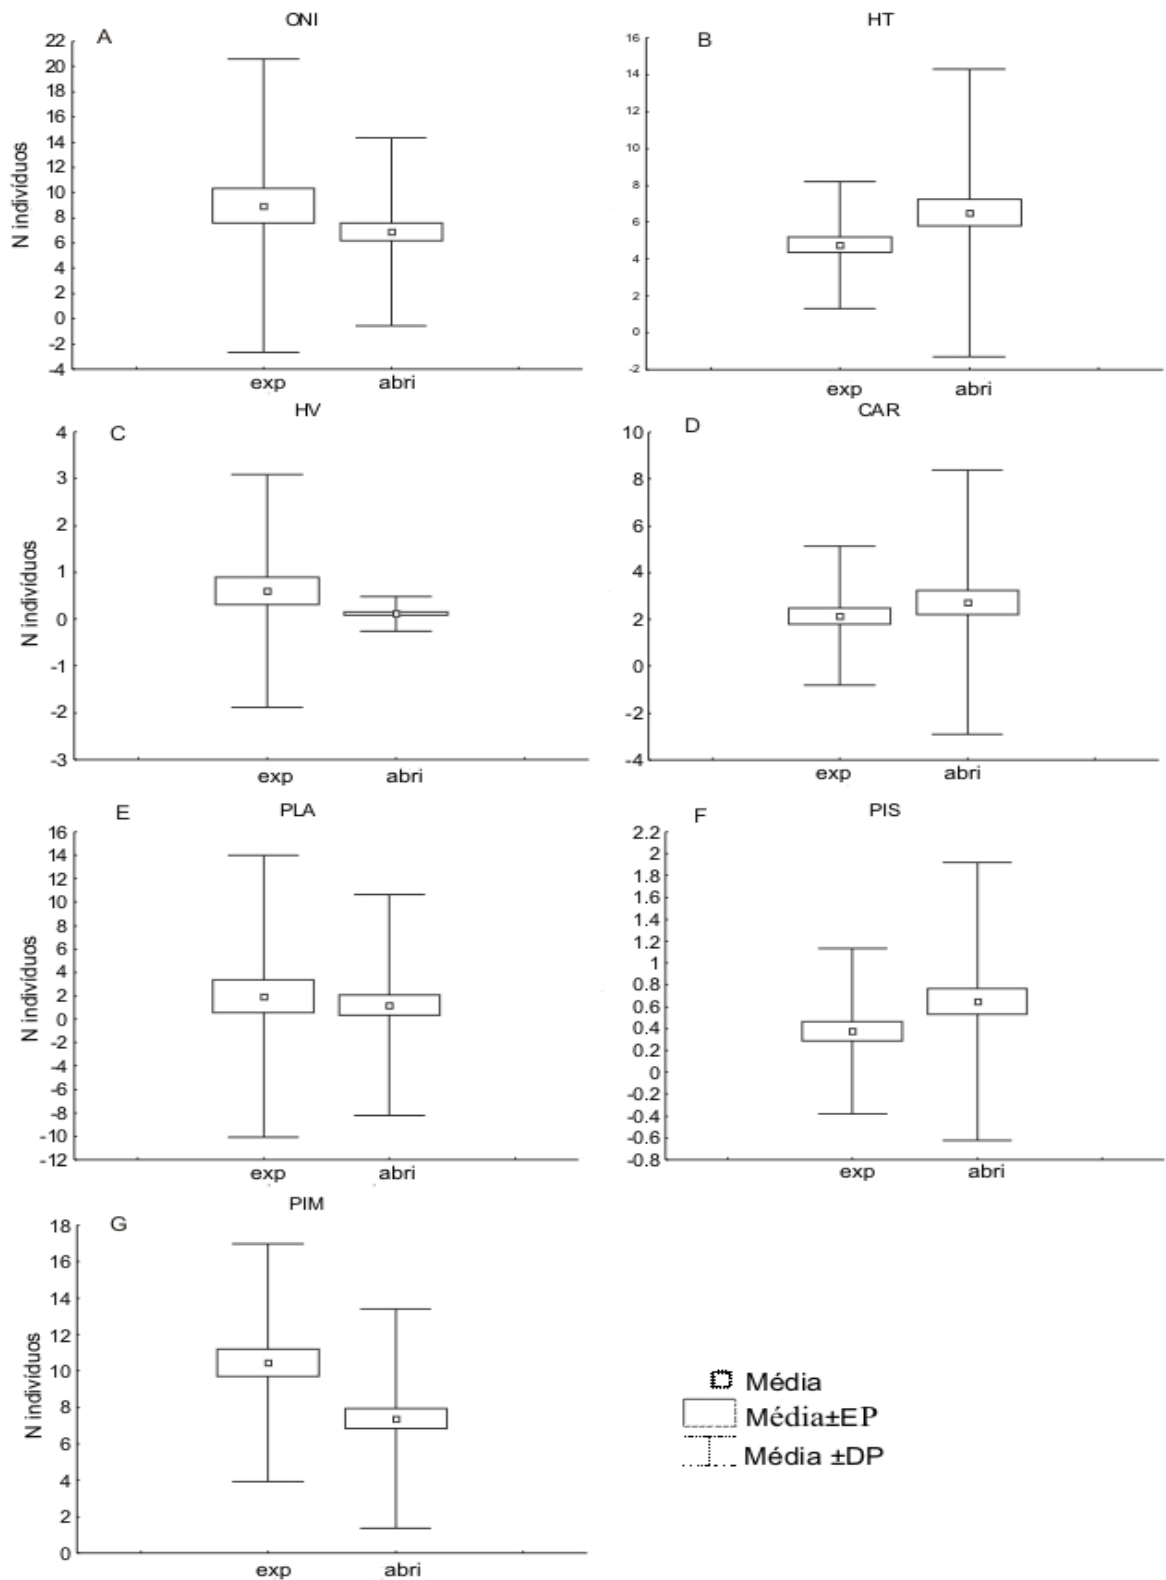 ONI
A
22
20
18
16
14
12
10
8
6
4
2
0
-2
-4
N indivíduos
exp abri
HT
B
16
14
12
10
8
6
4
2
0
-2
exp abri
HV
C
4
3
2
1
0
-1
-2
-3
N indivíduos
exp abri
CAR
D
10
8
6
4
2
0
-2
-4
exp abri
PLA
E
16
14
12
10
8
6
4
2
0
-2
-4
-6
-8
-10
-12
N indivíduos
exp abri
PIS
F
2.2
2
1.8
1.6
1.4
1.2
1
0.8
0.6
0.4
0.2
0
-0.2
-0.4
-0.6
-0.8
exp abri
PIM
G
18
16
14
12
10
8
6
4
2
0
N indivíduos
exp abri
Média
Média±EP
Média ±DP